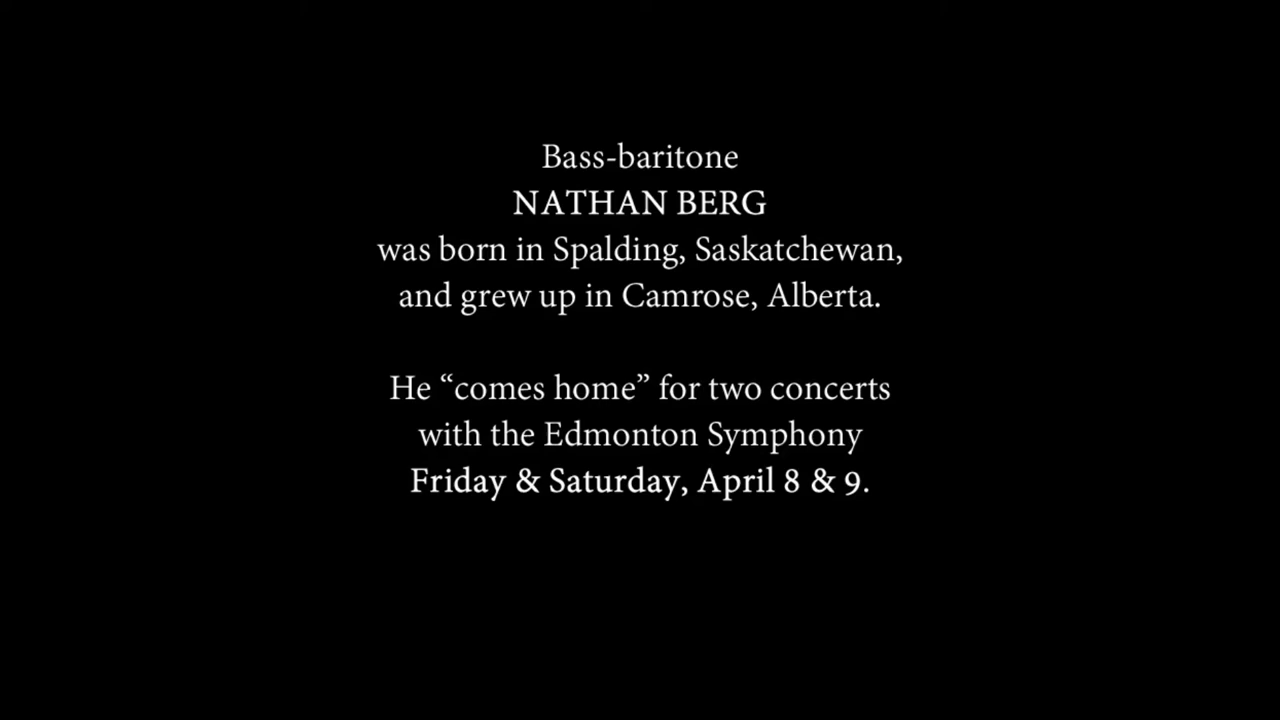 Bass-baritone
NATHAN BERG
was born in Spalding, Saskatchewan,
and grew up in Camrose, Alberta.
He “comes home” for two concerts
with the Edmonton Symphony
Friday & Saturday, April 8 & 9.